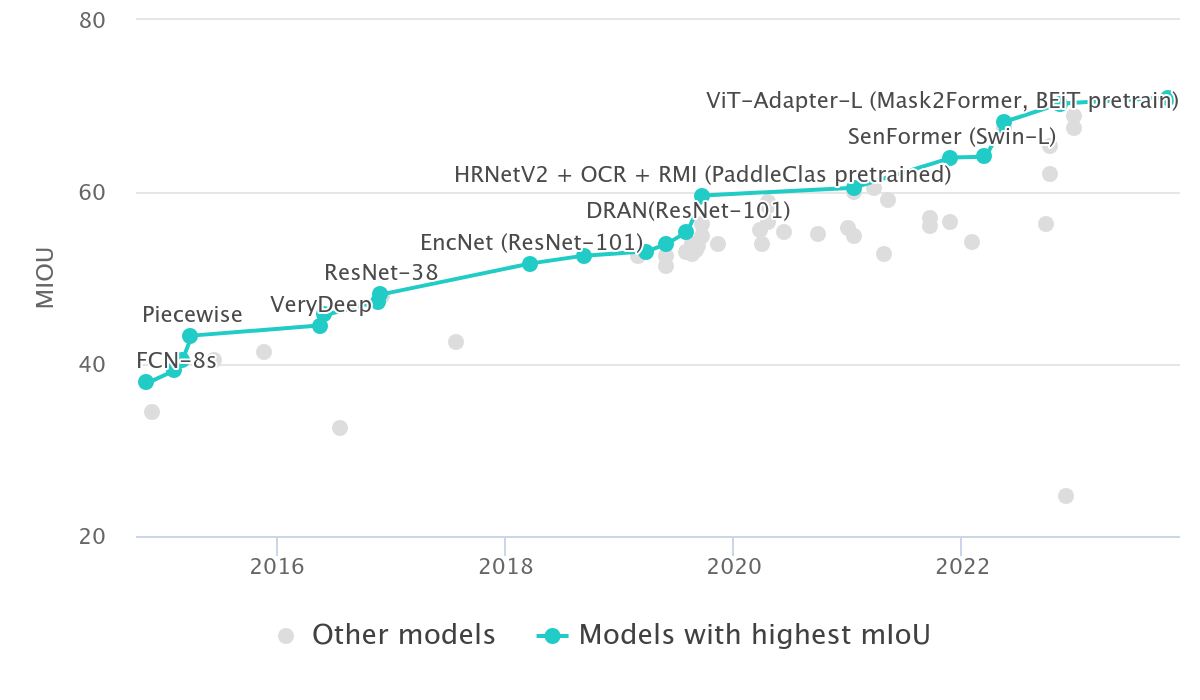 80
ViT-Adapter-L (Mask2Former, BEiT pretrain)
SenFormer (Swin-L)
HRNetV2 + OCR + RMI (PaddleClas pretrained)
60
DRAN(ResNet-101)
EncNet (ResNet-101)
ResNet-38
VeryDeep
Piecewise
MIOU
FCN-8s
40
20
2016
2018
2020
2022
Other models
Models with highest mIoU